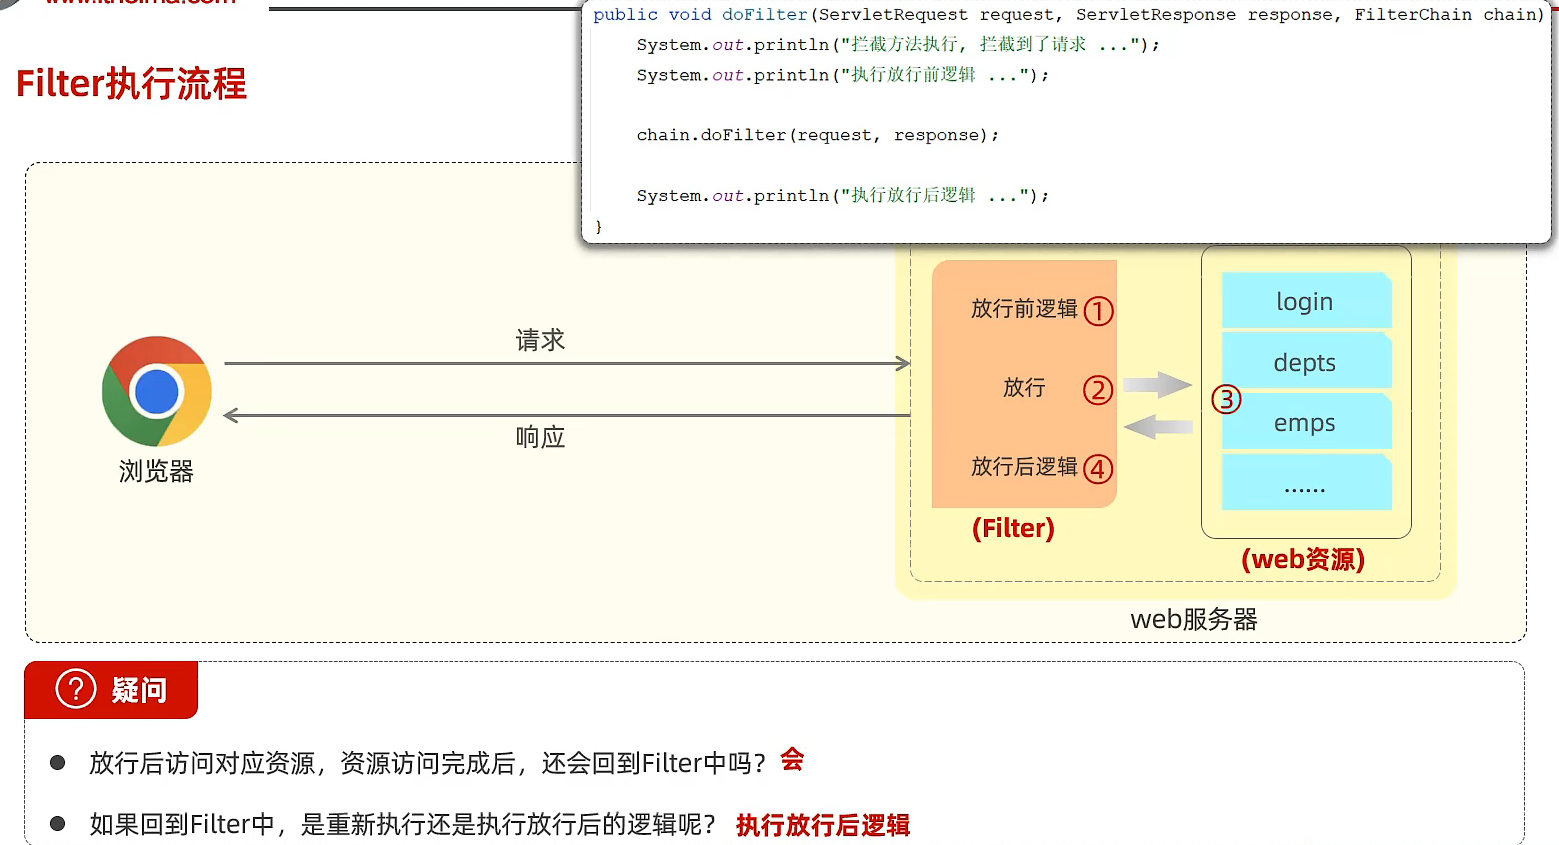 public void doFilter(ServletRequest request, ServletResponse response, FilterChain chain)
System.out.println("拦截方法执行, 拦截到了请求 ...");
System.out.println("执行放行前逻辑 ...");
chain.doFilter(request, response);
System.out.println("执行放行后逻辑 ...");
}
Filter执行流程
请求
响应
浏览器
放行前逻辑 ①
放行 ②
放行后逻辑 ④
(Filter)
③
login
depts
emps
……
(web资源)
web服务器
? 疑问
● 放行后访问对应资源，资源访问完成后，还会回到Filter中吗？ 会
● 如果回到Filter中，是重新执行还是执行放行后的逻辑呢？ 执行放行后逻辑